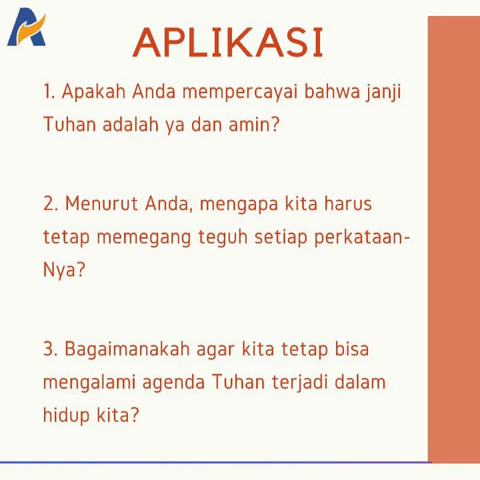 APLIKASI
1. Apakah Anda mempercayai bahwa janji
Tuhan adalah ya dan amin?
2. Menurut Anda, mengapa kita harus
tetap memegang teguh setiap perkataan-
Nya?
3. Bagaimanakah agar kita tetap bisa
mengalami agenda Tuhan terjadi dalam
hidup kita?